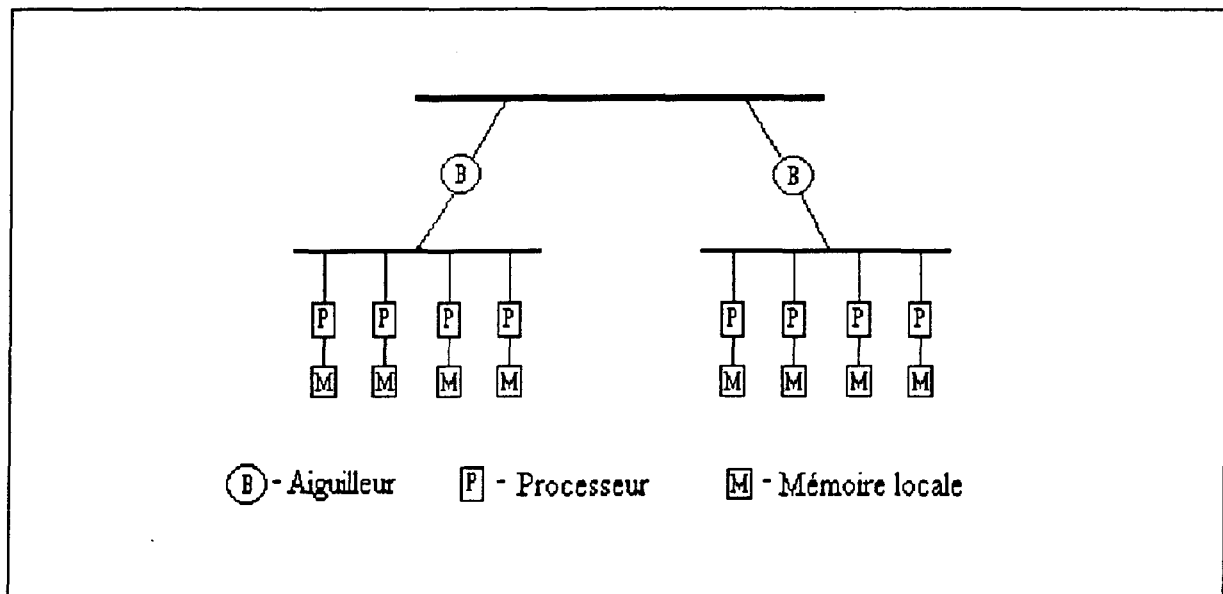 B B
P P P P P P P P
M M M M M M M M
B - Aiguilleur P - Processeur M - Mémoire locale